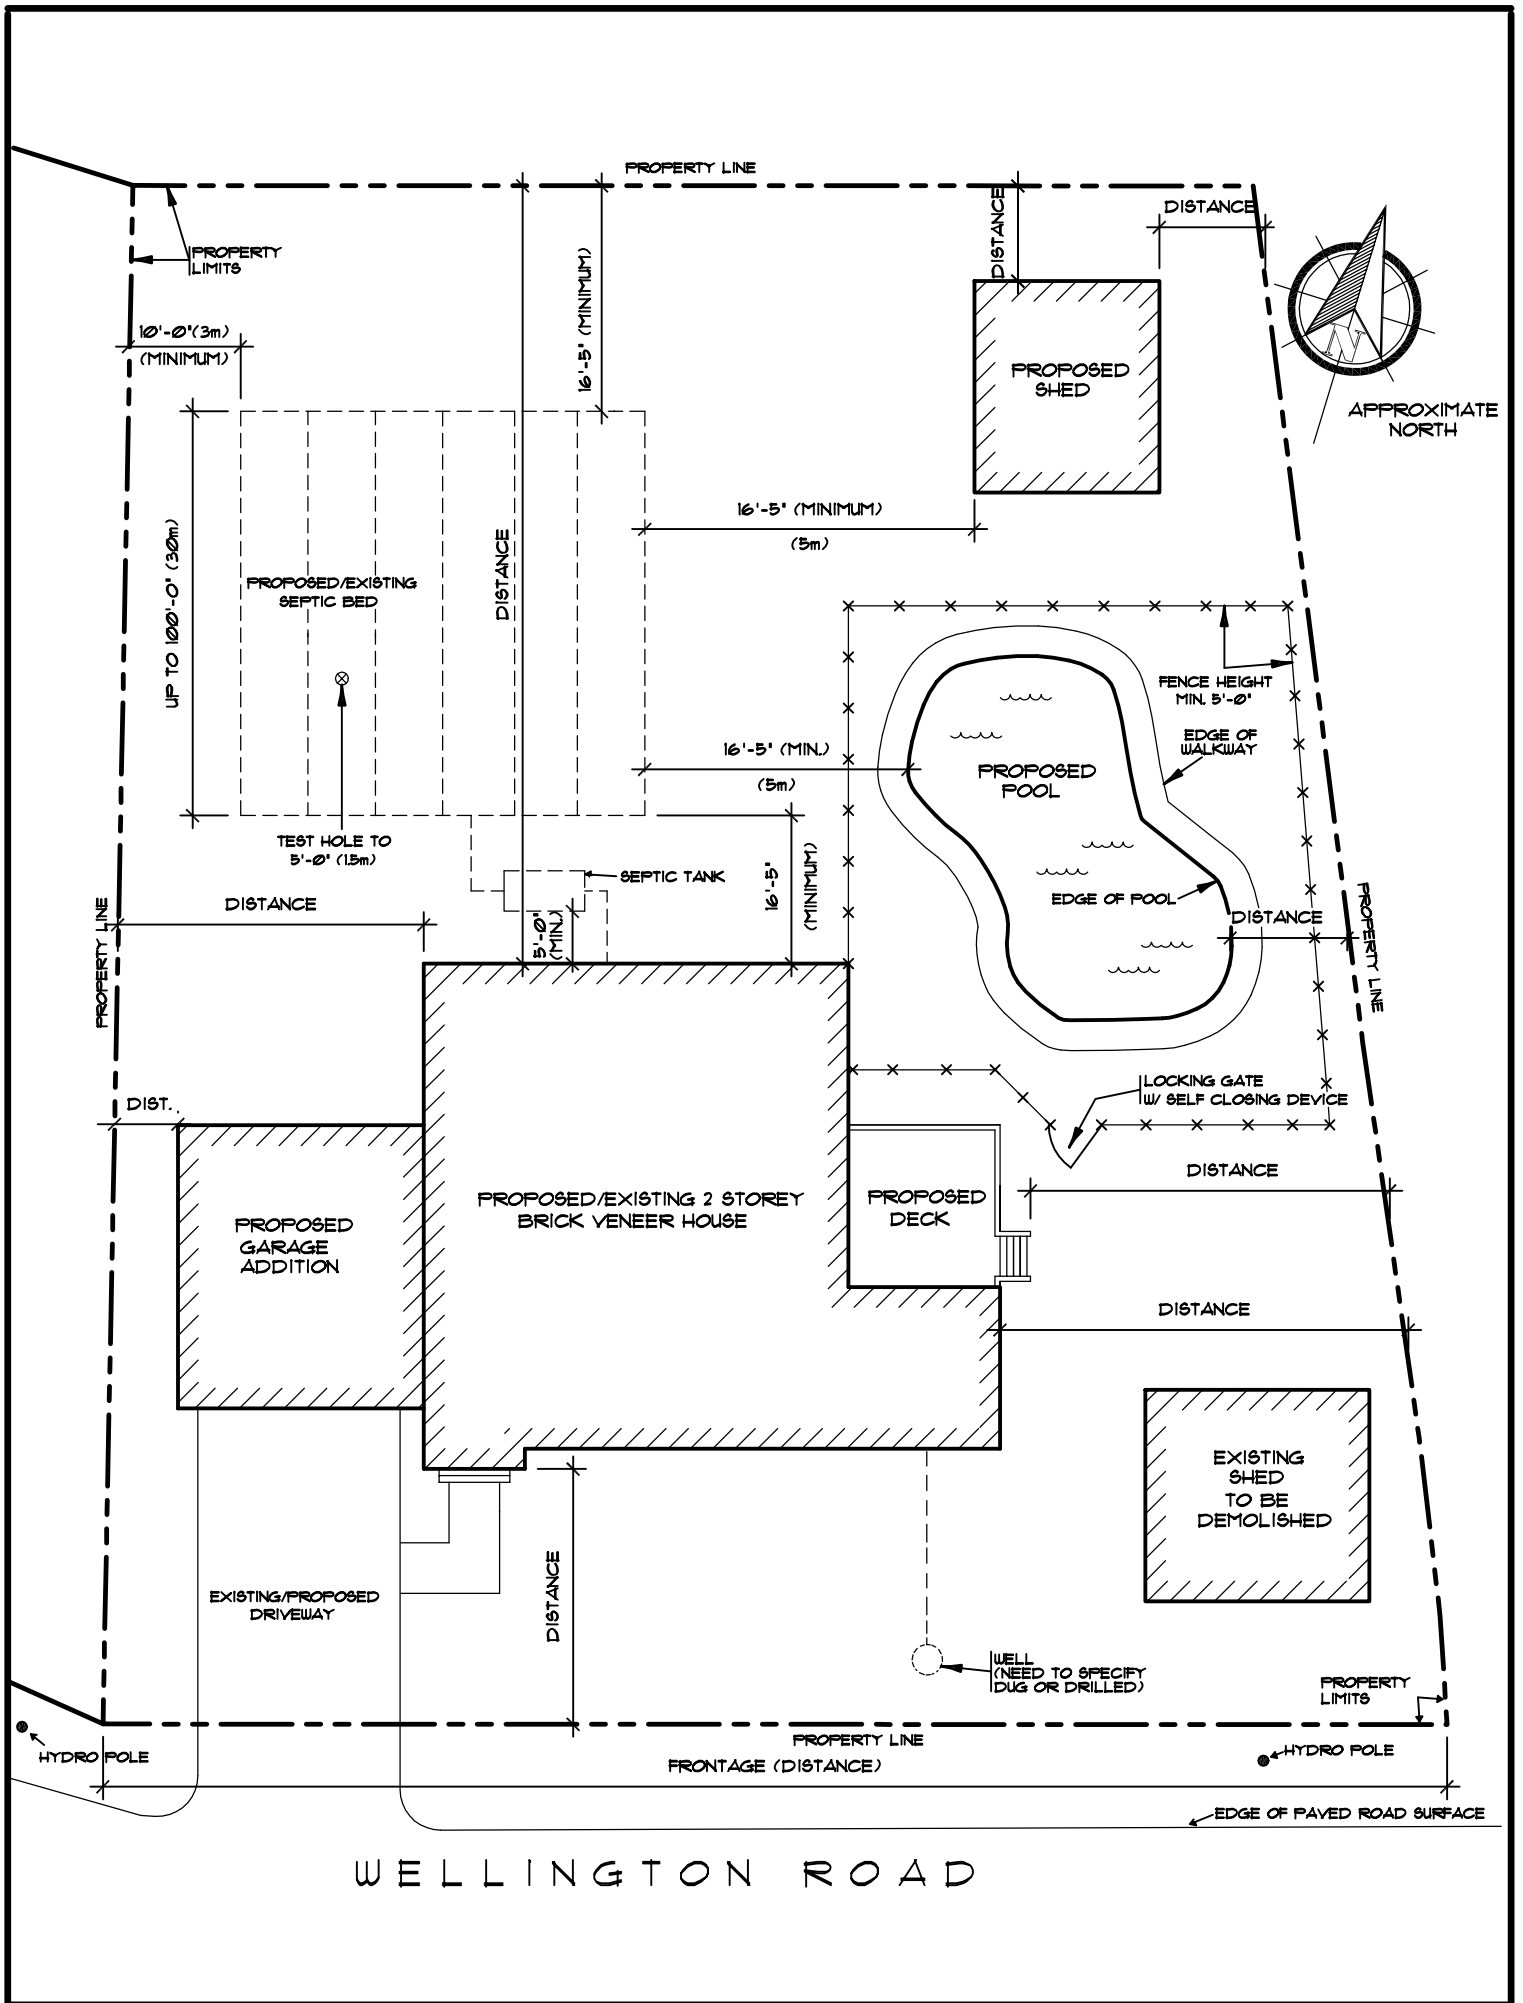 PROPERTY LINE
DISTANCE
DISTANCE
PROPERTY
LIMITS
16'-5" (MINIMUM)
10'-0"(3m)
(MINIMUM)
N
PROPOSED
SHED
APPROXIMATE
NORTH
16'-5" (MINIMUM)
(5m)
UP TO 100'-0" (30m)
DISTANCE
PROPOSED/EXISTING
SEPTIC BED
FENCE HEIGHT
MIN. 5'-0"
EDGE OF
WALKWAY
16'-5" (MIN.)
(5m)
PROPOSED
POOL
TEST HOLE TO
5'-0" (1.5m)
SEPTIC TANK
16'-5"
(MINIMUM)
EDGE OF POOL
DISTANCE
DISTANCE
5'-0"
(MIN.)
PROPERTY LINE
PROPERTY LINE
LOCKING GATE
W/ SELF CLOSING DEVICE
DIST.
DISTANCE
PROPOSED/EXISTING 2 STOREY
BRICK VENEER HOUSE
PROPOSED
DECK
PROPOSED
GARAGE
ADDITION
DISTANCE
EXISTING
SHED
TO BE
DEMOLISHED
DISTANCE
EXISTING/PROPOSED
DRIVEWAY
WELL
(NEED TO SPECIFY
DUG OR DRILLED)
PROPERTY
LIMITS
PROPERTY LINE
HYDRO POLE
HYDRO POLE
FRONTAGE (DISTANCE)
EDGE OF PAVED ROAD SURFACE
WELLINGTON ROAD